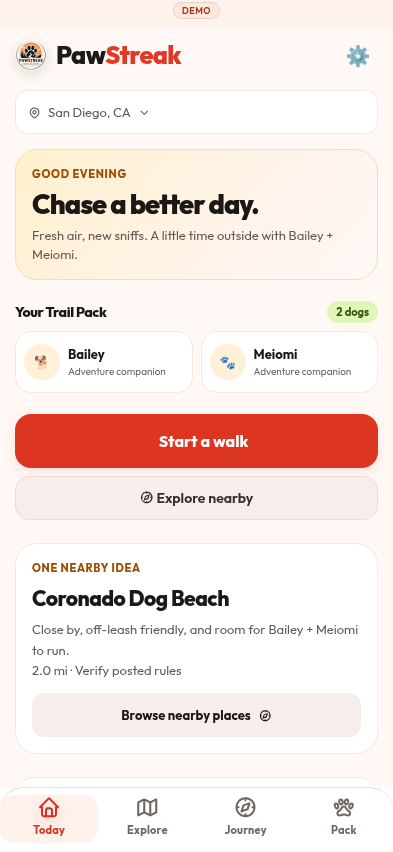 DEMO
PawStreak
San Diego, CA
GOOD EVENING
Chase a better day.
Fresh air, new sniffs. A little time outside with Bailey +
Meiomi.
Your Trail Pack
2 dogs
Bailey
Adventure companion
Meiomi
Adventure companion
Start a walk
Explore nearby
ONE NEARBY IDEA
Coronado Dog Beach
Close by, off-leash friendly, and room for Bailey + Meiomi
to run.
2.0 mi · Verify posted rules
Browse nearby places
Today
Explore
Journey
Pack